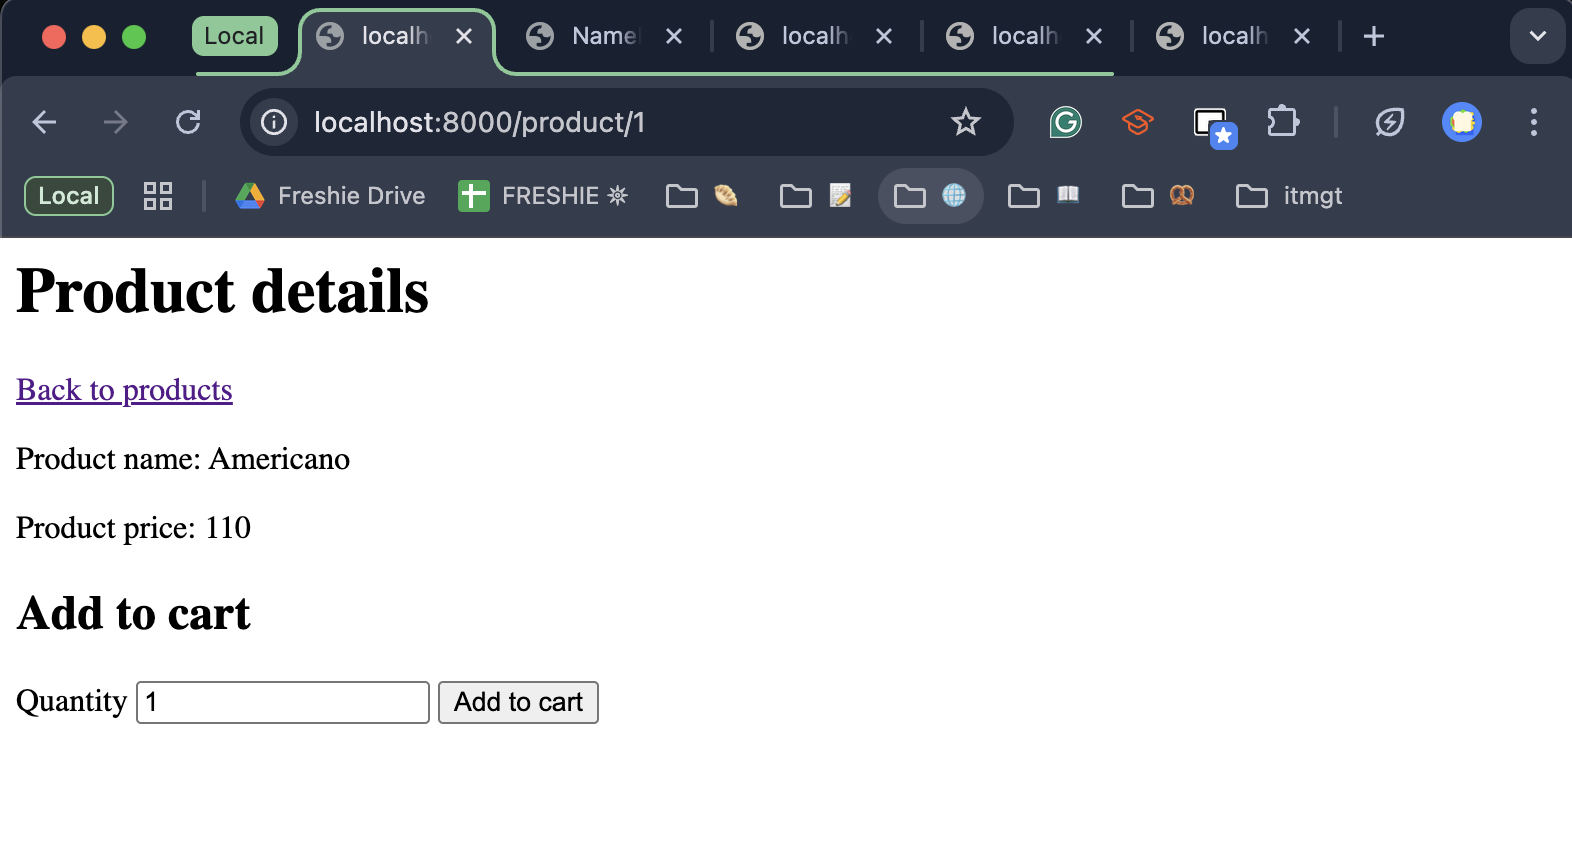 Local
localh
Name
localh
localh
localh
localhost:8000/product/1
Local
Freshie Drive
FRESHIE
itmgt
Product details
Back to products
Product name: Americano
Product price: 110
Add to cart
Quantity 1 Add to cart